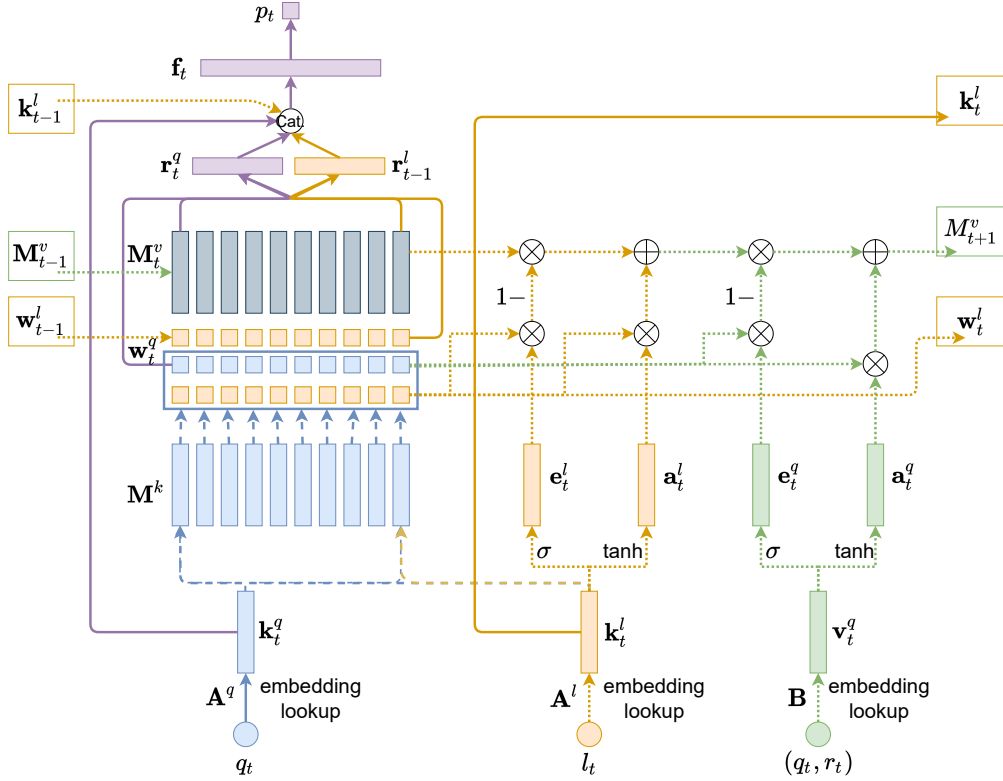 p_t
f_t
k^l_{t-1}
Cat.
k^l_t
r^q_t
r^l_{t-1}
M^v_{t-1}
M^v_t
M^v_{t+1}
1−
1−
w^l_{t-1}
w^q_t
w^l_t
M^k
e^l_t
a^l_t
e^q_t
a^q_t
σ
tanh
σ
tanh
k^q_t
k^l_t
v^q_t
A^q
embedding
lookup
A^l
embedding
lookup
B
embedding
lookup
q_t
l_t
(q_t, r_t)